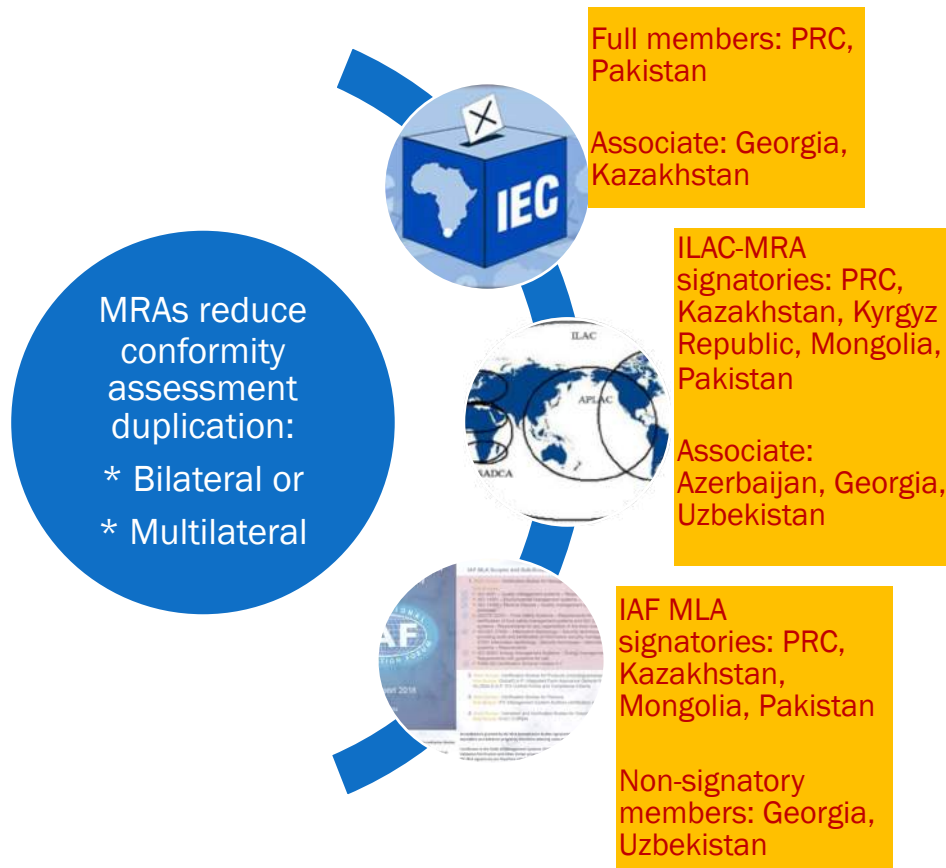 MRAs reduce
conformity
assessment
duplication:
* Bilateral or
* Multilateral
IEC
Full members: PRC,
Pakistan
Associate: Georgia,
Kazakhstan
ILAC
APLAC
ILAC-MRA
signatories: PRC,
Kazakhstan, Kyrgyz
Republic, Mongolia,
Pakistan
Associate:
Azerbaijan, Georgia,
Uzbekistan
IAF MLA
signatories: PRC,
Kazakhstan,
Mongolia, Pakistan
Non-signatory
members: Georgia,
Uzbekistan